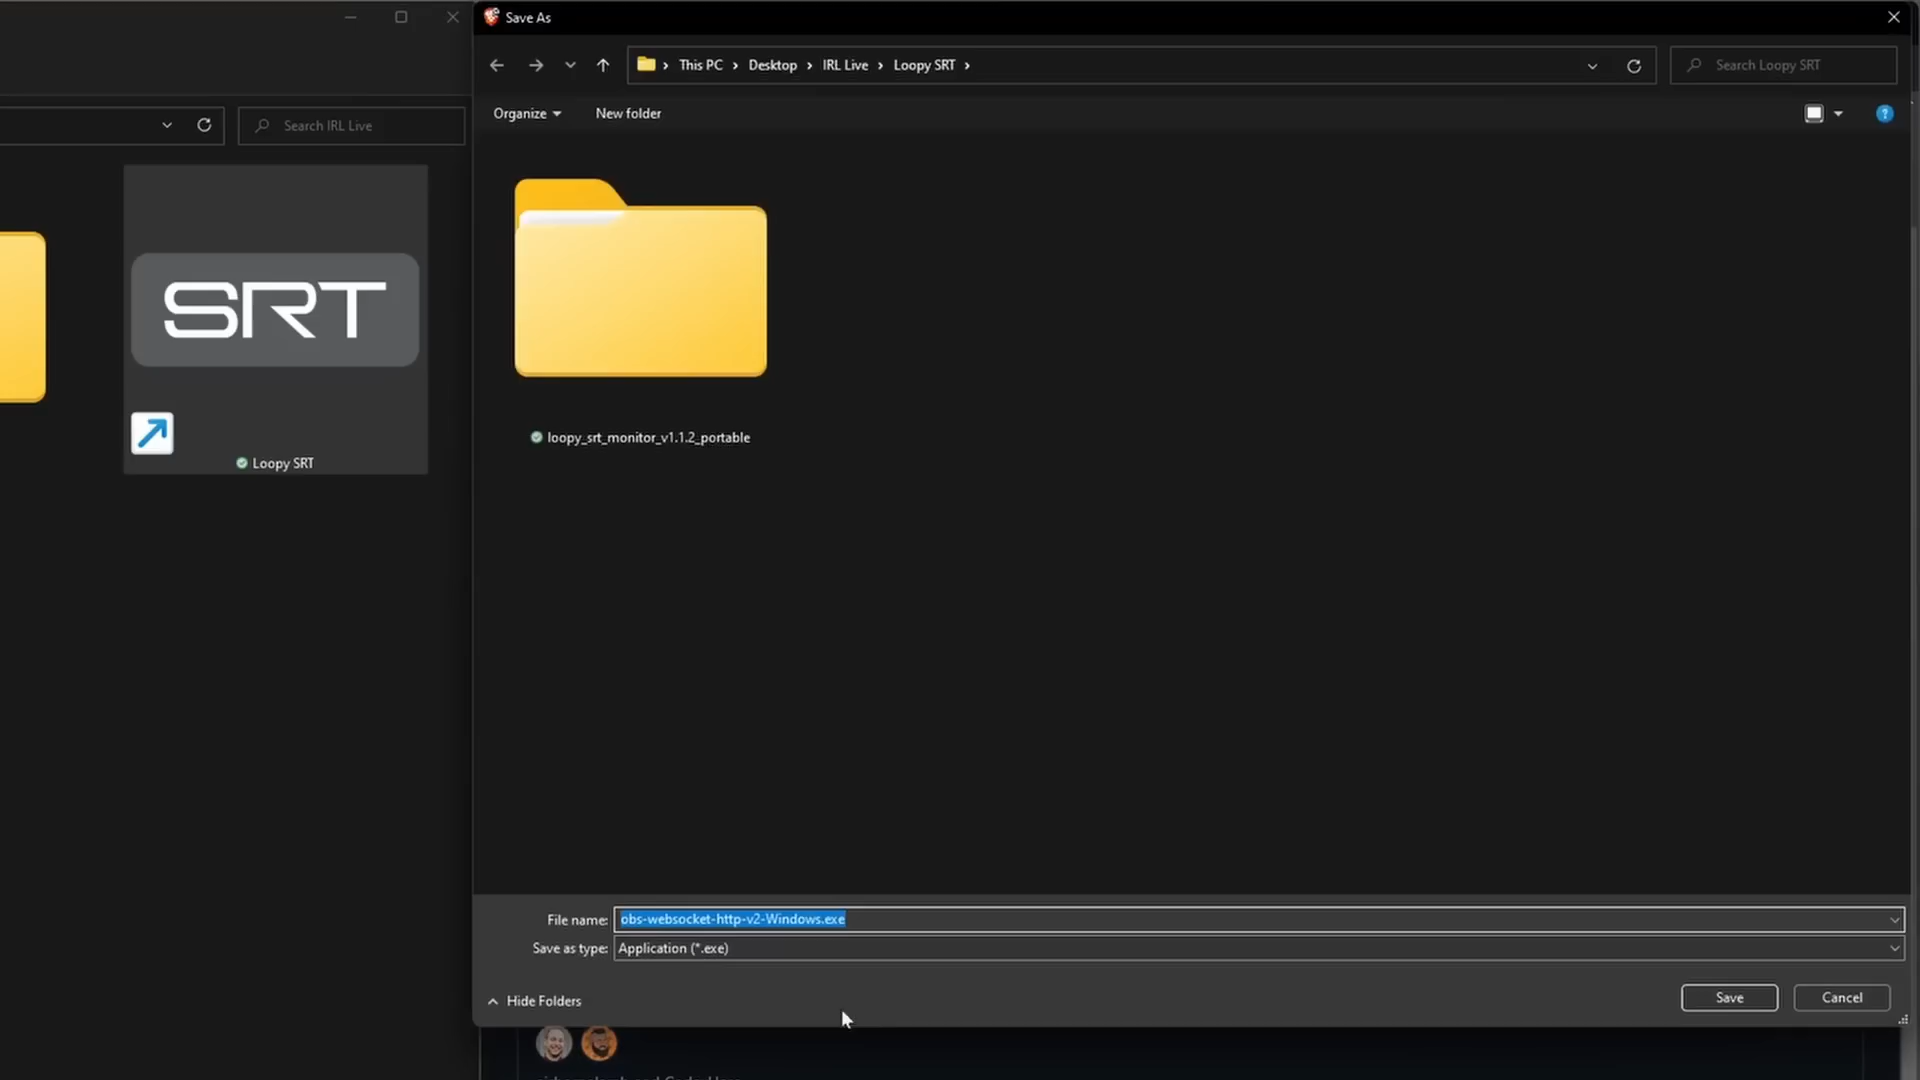 Save As
This PC
Desktop
IRL Live
Loopy SRT
Search Loopy SRT
Organize
New folder
Search IRL Live
SRT
Loopy SRT
loopy_srt_monitor_v1.1.2_portable
File name: obs-websocket-http-v2-Windows.exe
Save as type: Application (*.exe)
Hide Folders
Save
Cancel